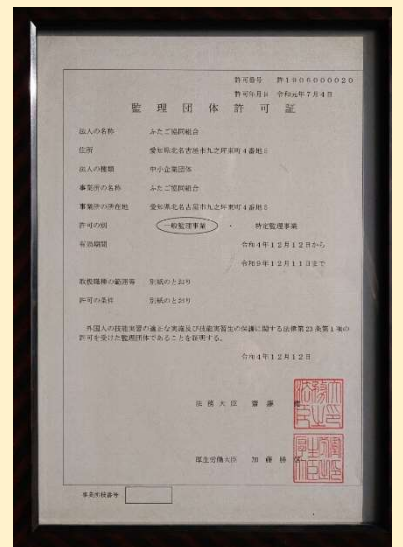 許可番号 許1906000020
許可年月日 令和元年7月4日
監理団体許可証
法人の名称 ふたご協同組合
住所 愛知県北名古屋市九之坪東町4番地5
法人の種類 中小企業団体
事業所の名称 ふたご協同組合
事業所の所在地 愛知県北名古屋市九之坪東町4番地5
許可の別 一般監理事業 ・ 特定監理事業
有効期間 令和4年12月12日から
令和9年12月11日まで
取扱職種の範囲等 別紙のとおり
許可の条件 別紙のとおり
外国人の技能実習の適正な実施及び技能実習生の保護に関する法律第23条第1項の
許可を受けた監理団体であることを証明する。
令和4年12月12日
法務大臣 齋藤
法務大臣之印
厚生労働大臣 加藤勝
事業所枝番号